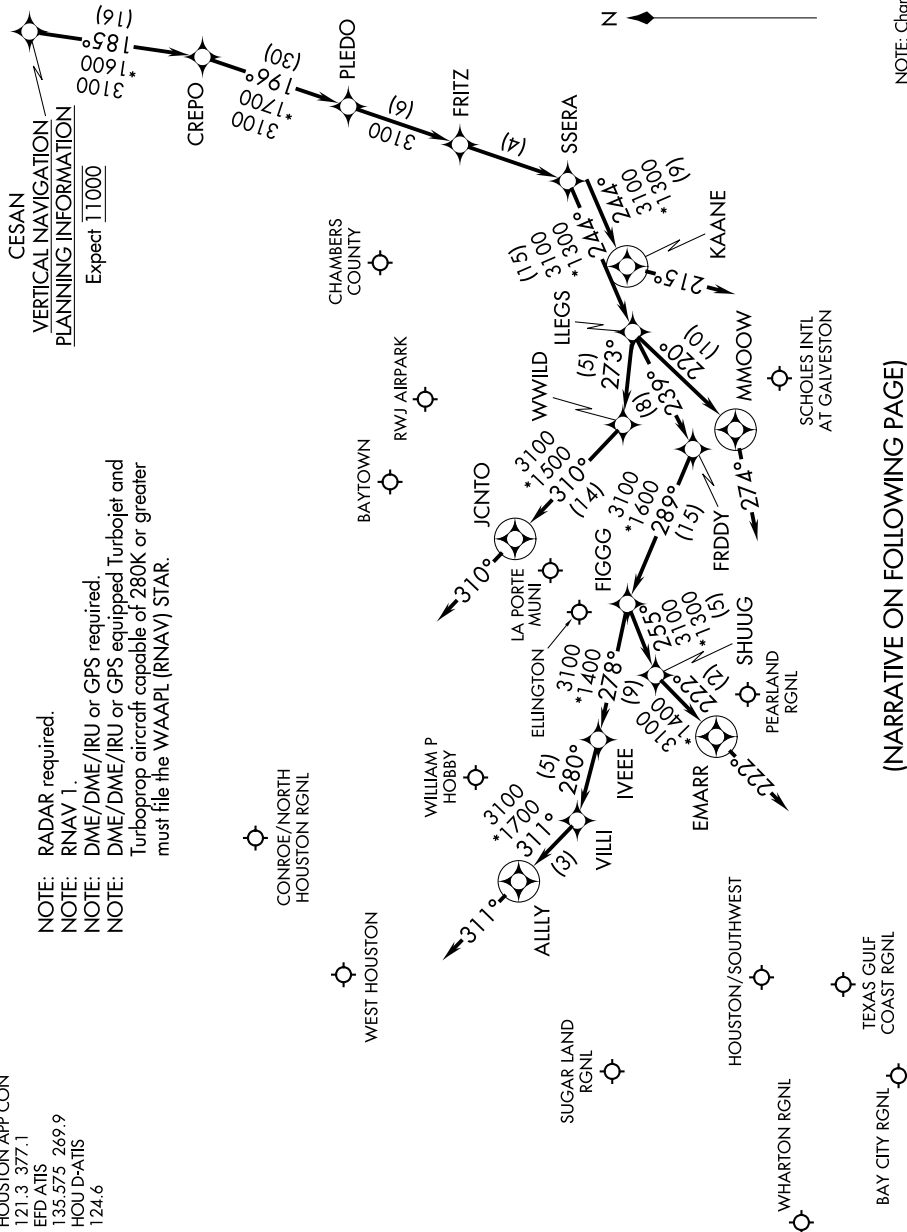 HOUSTON APP CON
121.3 377.1
EFD ATIS
135.575 269.9
HOU D-ATIS
124.6
NOTE: RADAR required.
NOTE: RNAV 1.
NOTE: DME/DME/IRU or GPS required.
NOTE: DME/DME/IRU or GPS equipped Turbojet and
Turboprop aircraft capable of 280K or greater
must file the WAAPL (RNAV) STAR.
CESAN
VERTICAL NAVIGATION
PLANNING INFORMATION
Expect 11000
3100
*1600
185°
(16)
CREPO
3100
*1700
196°
(30)
PLEDO
3100
(6)
FRITZ
(4)
SSERA
244°
3100
*1300
(9)
KAANE
215°
(15)
3100
*1300
244°
LLEGS
(5)
273°
WWILD
3100
*1500
310°
(14)
JCNTO
310°
220°
(10)
MMOOW
274°
239°
(8)
FRDDY
3100
*1600
289°
(15)
FIGGG
255°
3100
*1300
(5)
SHUUG
222°
(2)
3100
*1400
EMARR
222°
3100
*1400
278°
(9)
IVEEE
(5)
280°
VILLI
3100
*1700
311°
(3)
ALLLY
311°
CHAMBERS
COUNTY
RWJ AIRPARK
BAYTOWN
LA PORTE
MUNI
ELLINGTON
WILLIAM P
HOBBY
CONROE/NORTH
HOUSTON RGNL
WEST HOUSTON
SUGAR LAND
RGNL
HOUSTON/SOUTHWEST
PEARLAND
RGNL
SCHOLES INTL
AT GALVESTON
TEXAS GULF
COAST RGNL
WHARTON RGNL
BAY CITY RGNL
N
(NARRATIVE ON FOLLOWING PAGE)
NOTE: Char